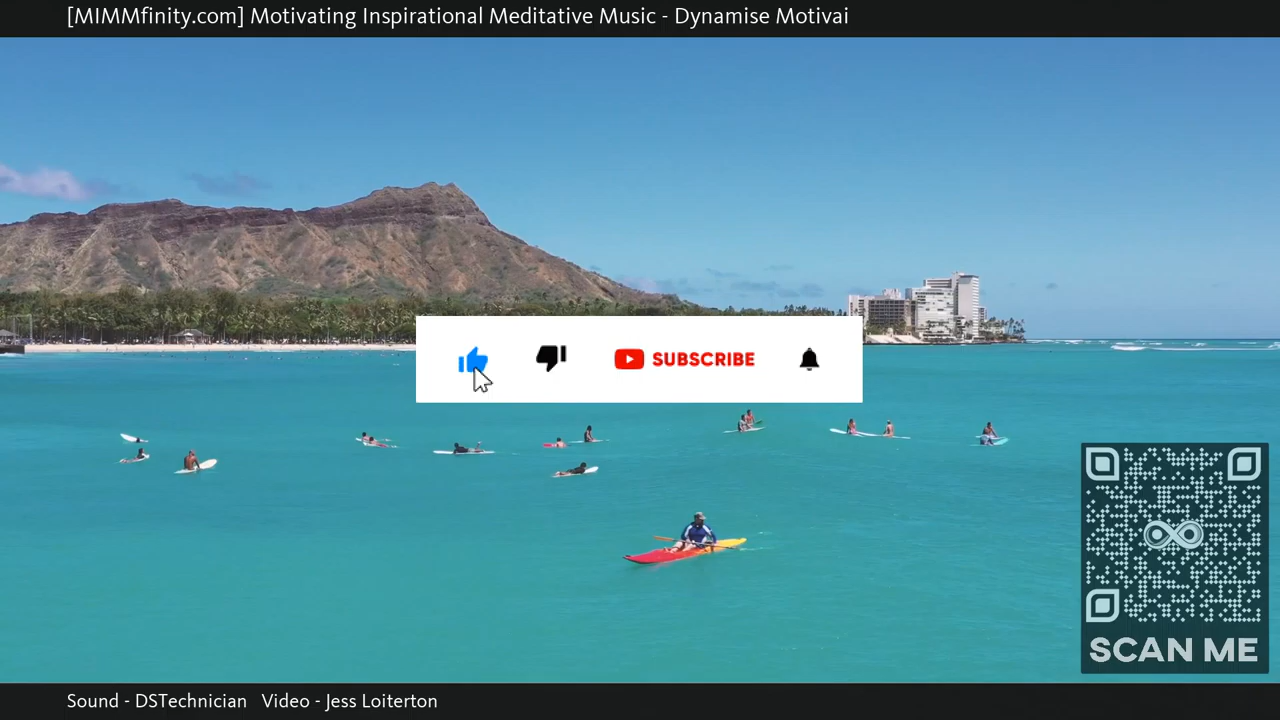 [MIMMfinity.com] Motivating Inspirational Meditative Music - Dynamise Motivai
SUBSCRIBE
SCAN ME
Sound - DSTechnician Video - Jess Loiterton